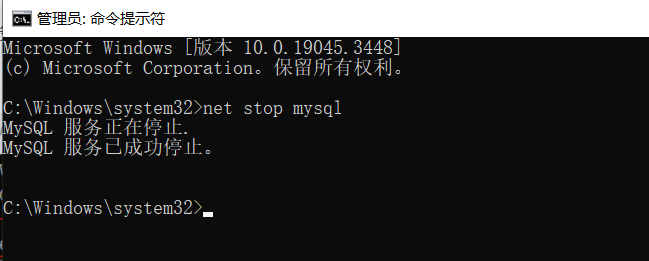 管理员: 命令提示符
Microsoft Windows [版本 10.0.19045.3448]
(c) Microsoft Corporation。保留所有权利。
C:\Windows\system32>net stop mysql
MySQL 服务正在停止.
MySQL 服务已成功停止。
C:\Windows\system32>